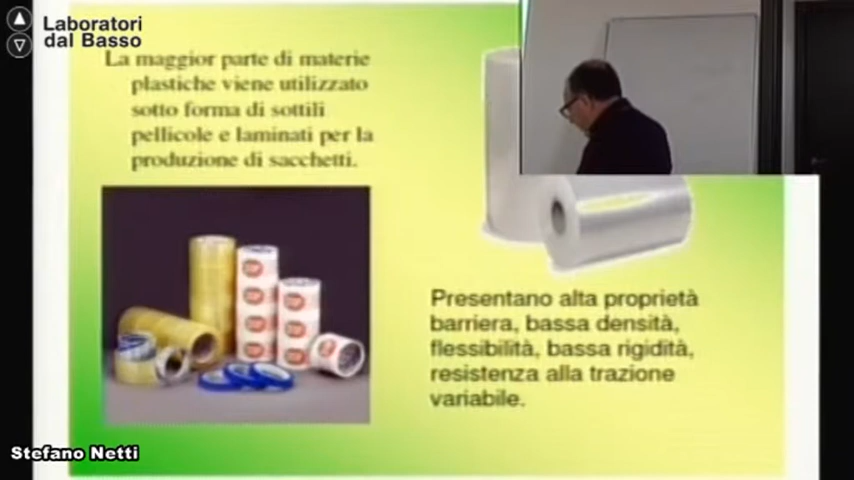 Laboratori
dal Basso
La maggior parte di materie
plastiche viene utilizzato
sotto forma di sottili
pellicole e laminati per la
produzione di sacchetti.
Presentano alta proprietà
barriera, bassa densità,
flessibilità, bassa rigidità,
resistenza alla trazione
variabile.
Stefano Netti